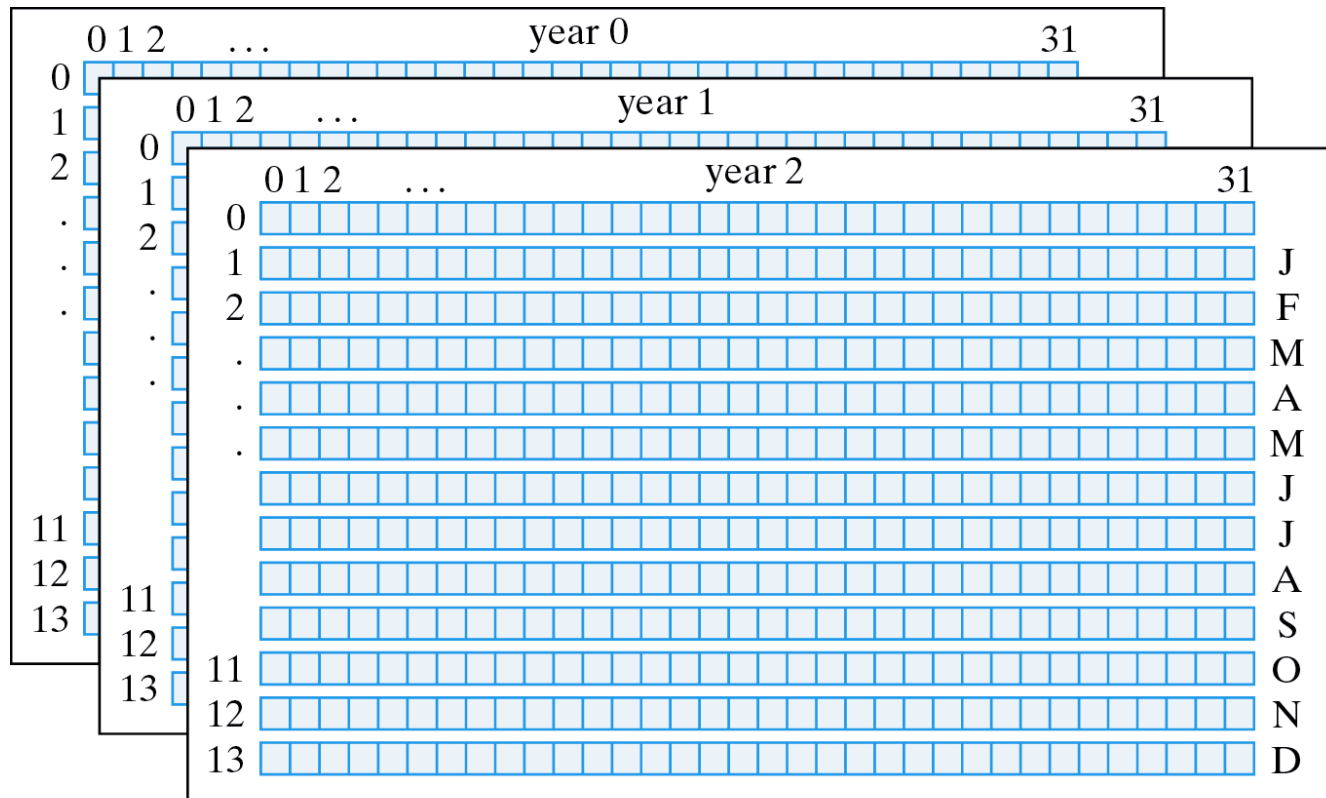 0 1 2 ... year 0 31
0
1
2
.
.
.
11
12
13
0 1 2 ... year 1 31
0
1
2
.
.
.
11
12
13
0 1 2 ... year 2 31
0
1 J
2 F
. M
. A
. M
J
J
A
S
11 O
12 N
13 D